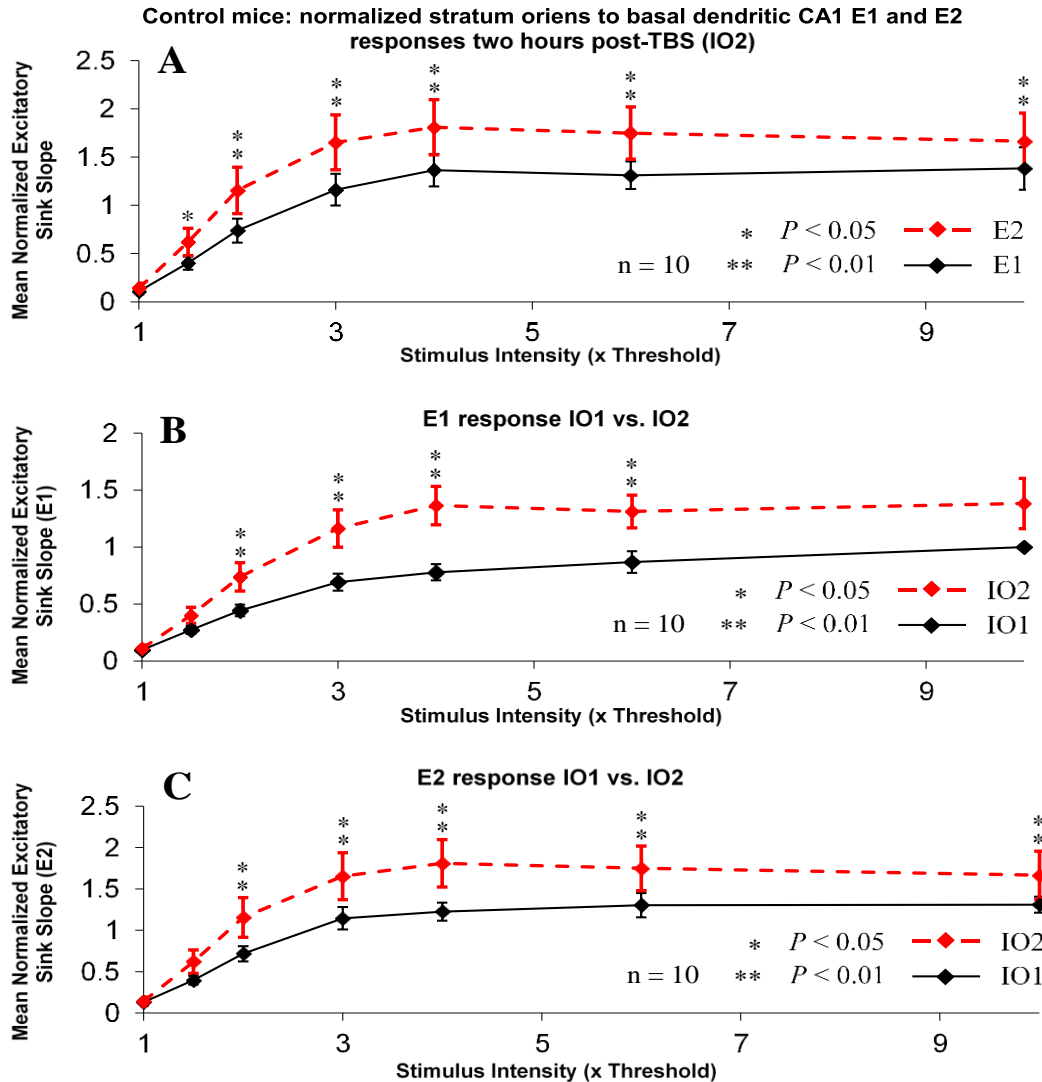 Control mice: normalized stratum oriens to basal dendritic CA1 E1 and E2
responses two hours post-TBS (IO2)
A
Mean Normalized Excitatory
Sink Slope
2.5
2
1.5
1
0.5
0
* *
* *
* *
* *
* *
*
* *
* P < 0.05 E2
n = 10 ** P < 0.01 E1
1 3 5 7 9
Stimulus Intensity (x Threshold)
B
E1 response IO1 vs. IO2
Mean Normalized Excitatory
Sink Slope (E1)
2
1.5
1
0.5
0
* *
* *
* *
* *
* P < 0.05 IO2
n = 10 ** P < 0.01 IO1
1 3 5 7 9
Stimulus Intensity (x Threshold)
C
E2 response IO1 vs. IO2
Mean Normalized Excitatory
Sink Slope (E2)
2.5
2
1.5
1
0.5
0
* *
* *
* *
* *
* *
* P < 0.05 IO2
n = 10 ** P < 0.01 IO1
1 3 5 7 9
Stimulus Intensity (x Threshold)